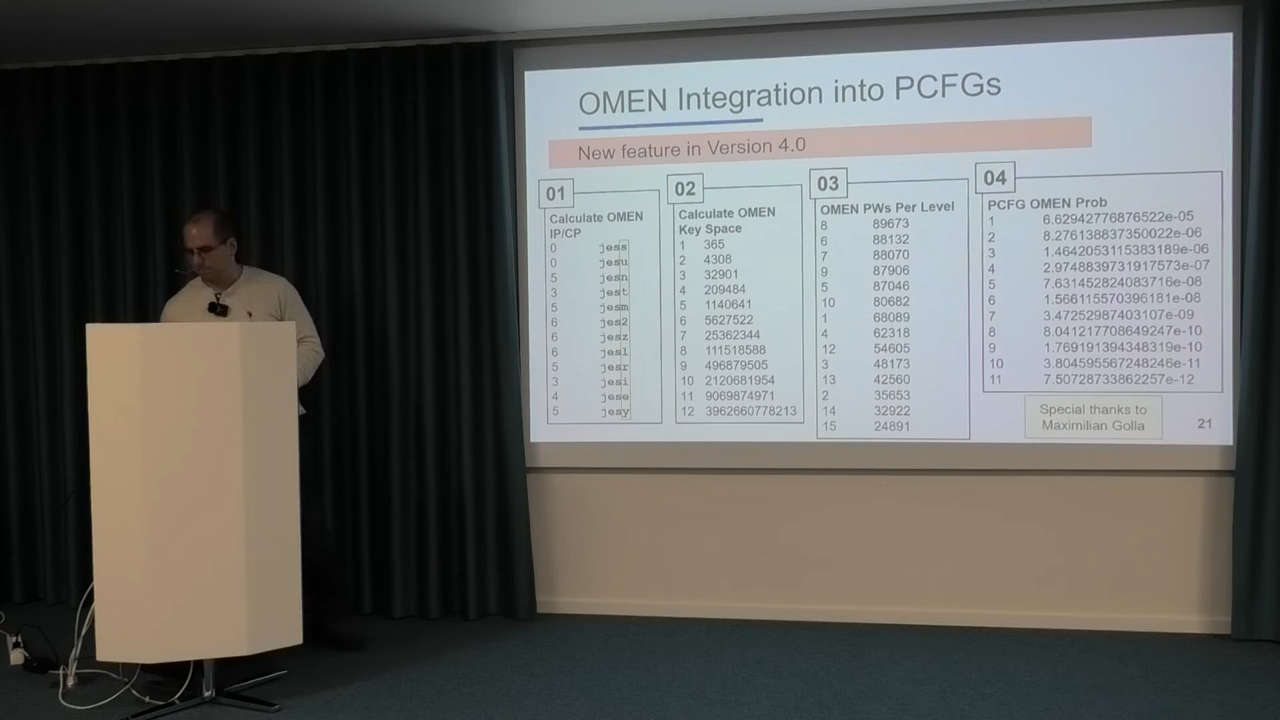 OMEN Integration into PCFGs
New feature in Version 4.0
01
Calculate OMEN
IP/CP
0 jess
0 jesu
5 jesn
3 jest
5 jesm
6 jes2
6 jesz
6 jesl
5 jesr
3 jesi
4 jese
5 jesy
02
Calculate OMEN
Key Space
1 365
2 4308
3 32901
4 209484
5 1140641
6 5627522
7 25362344
8 111518588
9 496879505
10 2120681954
11 9069874971
12 3962660778213
03
OMEN PWs Per Level
8 89673
6 88132
7 88070
9 87906
5 87046
10 80682
1 68089
4 62318
12 54605
3 48173
13 42560
2 35653
14 32922
15 24891
04
PCFG OMEN Prob
1 6.62942776876522e-05
2 8.276138837350022e-06
3 1.4642053115383189e-06
4 2.9748839731917573e-07
5 7.631452824083716e-08
6 1.566115570396181e-08
7 3.47252987403107e-09
8 8.041217708649247e-10
9 1.769191394348319e-10
10 3.804595567248246e-11
11 7.50728733862257e-12
Special thanks to
Maximilian Golla
21